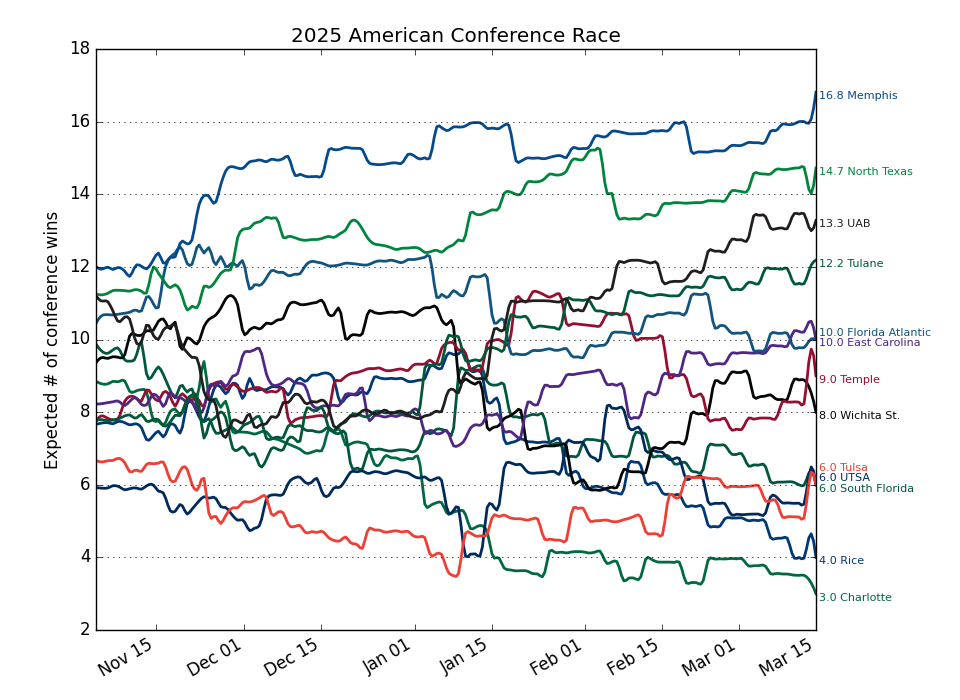 2025 American Conference Race
Expected # of conference wins
18
16
14
12
10
8
6
4
2
Nov 15
Dec 01
Dec 15
Jan 01
Jan 15
Feb 01
Feb 15
Mar 01
Mar 15
16.8 Memphis
14.7 North Texas
13.3 UAB
12.2 Tulane
10.0 Florida Atlantic
10.0 East Carolina
9.0 Temple
8.0 Wichita St.
6.0 Tulsa
6.0 UTSA
6.0 South Florida
4.0 Rice
3.0 Charlotte